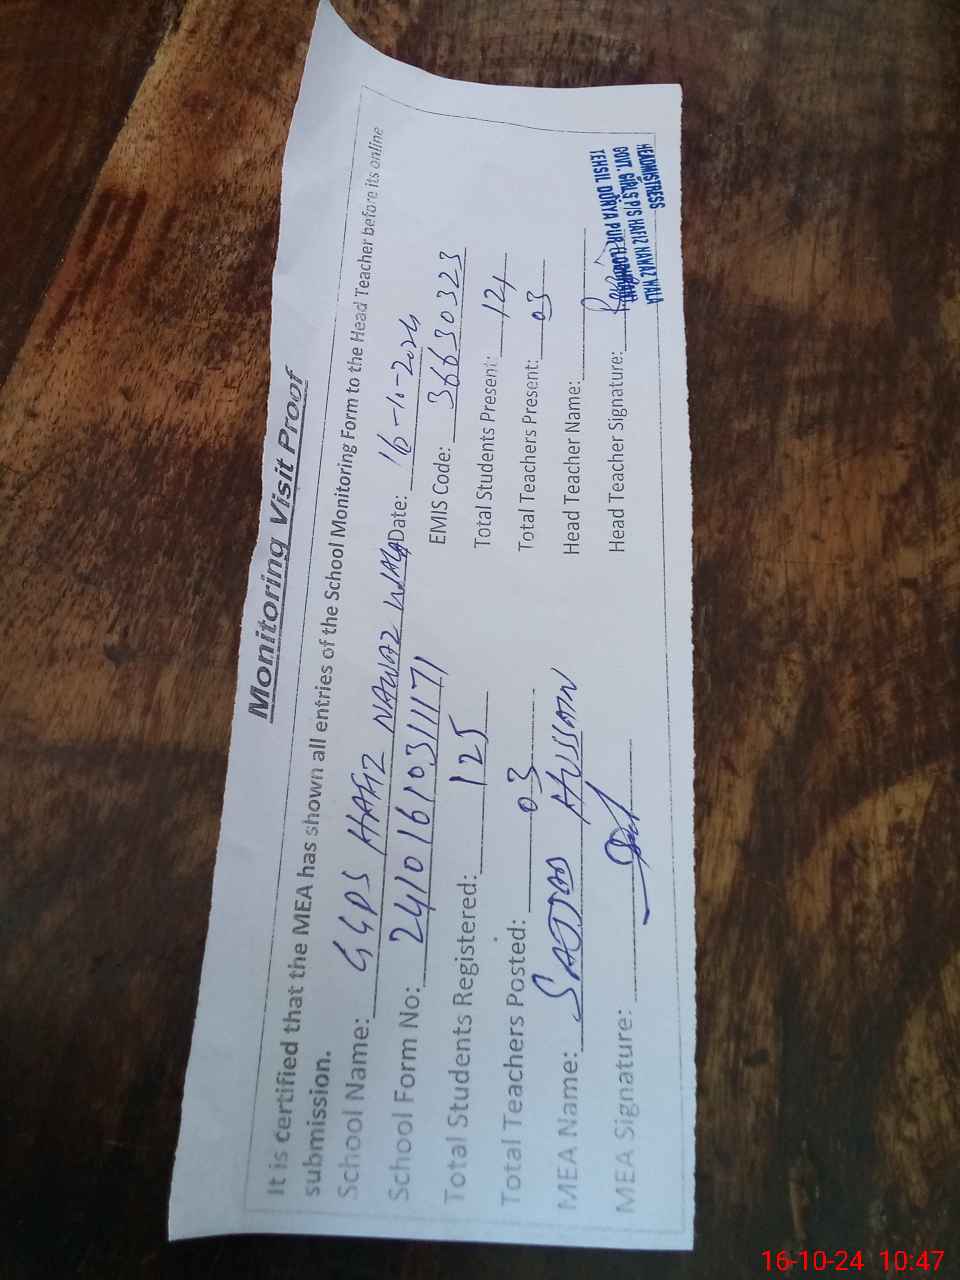 Monitoring Visit Proof
It is certified that the MEA has shown all entries of the School Monitoring Form to the Head Teacher before its online
submission.
School Name: GGPS HAFIZ NAWAZ WALA Date: 16-10-2024
School Form No: 24101610311171 EMIS Code: 36630323
Total Students Registered: 125 Total Students Present: 124
Total Teachers Posted: 03 Total Teachers Present: 03
MEA Name: SAJJAD HUSSAIN Head Teacher Name:
MEA Signature: Head Teacher Signature:
HEADMISTRESS
GOVT. GIRLS P/S HAFIZ NAWAZ WALA
TEHSIL DUNYA PUR (LODHRAN)
16-10-24 10:47